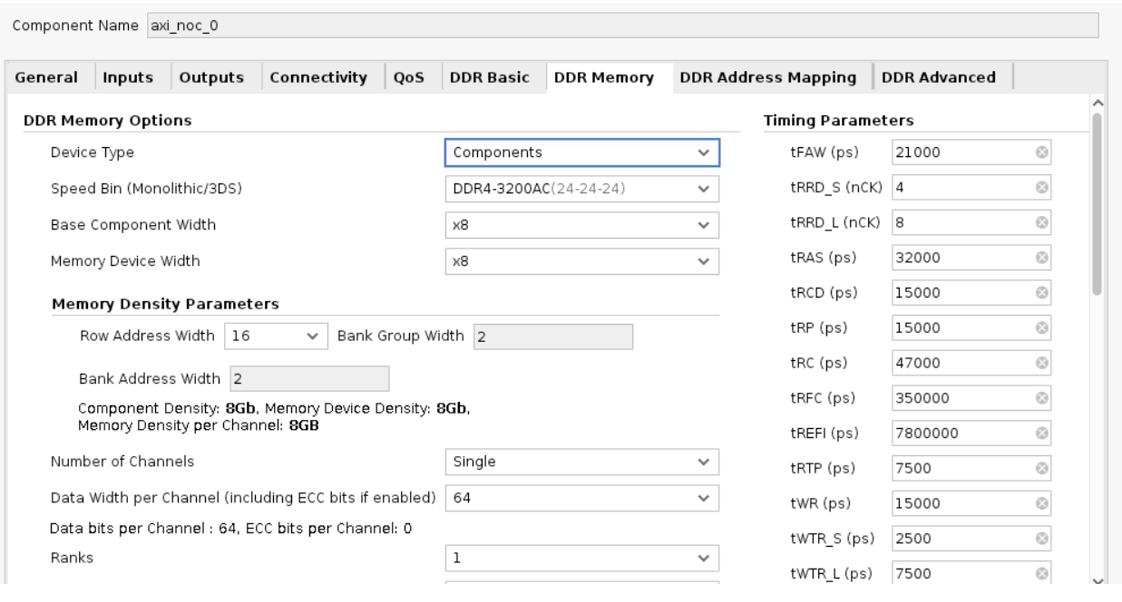 Component Name axi_noc_0
General Inputs Outputs Connectivity QoS DDR Basic DDR Memory DDR Address Mapping DDR Advanced
DDR Memory Options
Device Type Components
Speed Bin (Monolithic/3DS) DDR4-3200AC(24-24-24)
Base Component Width x8
Memory Device Width x8
Memory Density Parameters
Row Address Width 16 Bank Group Width 2
Bank Address Width 2
Component Density: 8Gb, Memory Device Density: 8Gb,
Memory Density per Channel: 8GB
Number of Channels Single
Data Width per Channel (including ECC bits if enabled) 64
Data bits per Channel : 64, ECC bits per Channel: 0
Ranks 1
Timing Parameters
tFAW (ps) 21000
tRRD_S (nCK) 4
tRRD_L (nCK) 8
tRAS (ps) 32000
tRCD (ps) 15000
tRP (ps) 15000
tRC (ps) 47000
tRFC (ps) 350000
tREFI (ps) 7800000
tRTP (ps) 7500
tWR (ps) 15000
tWTR_S (ps) 2500
tWTR_L (ps) 7500